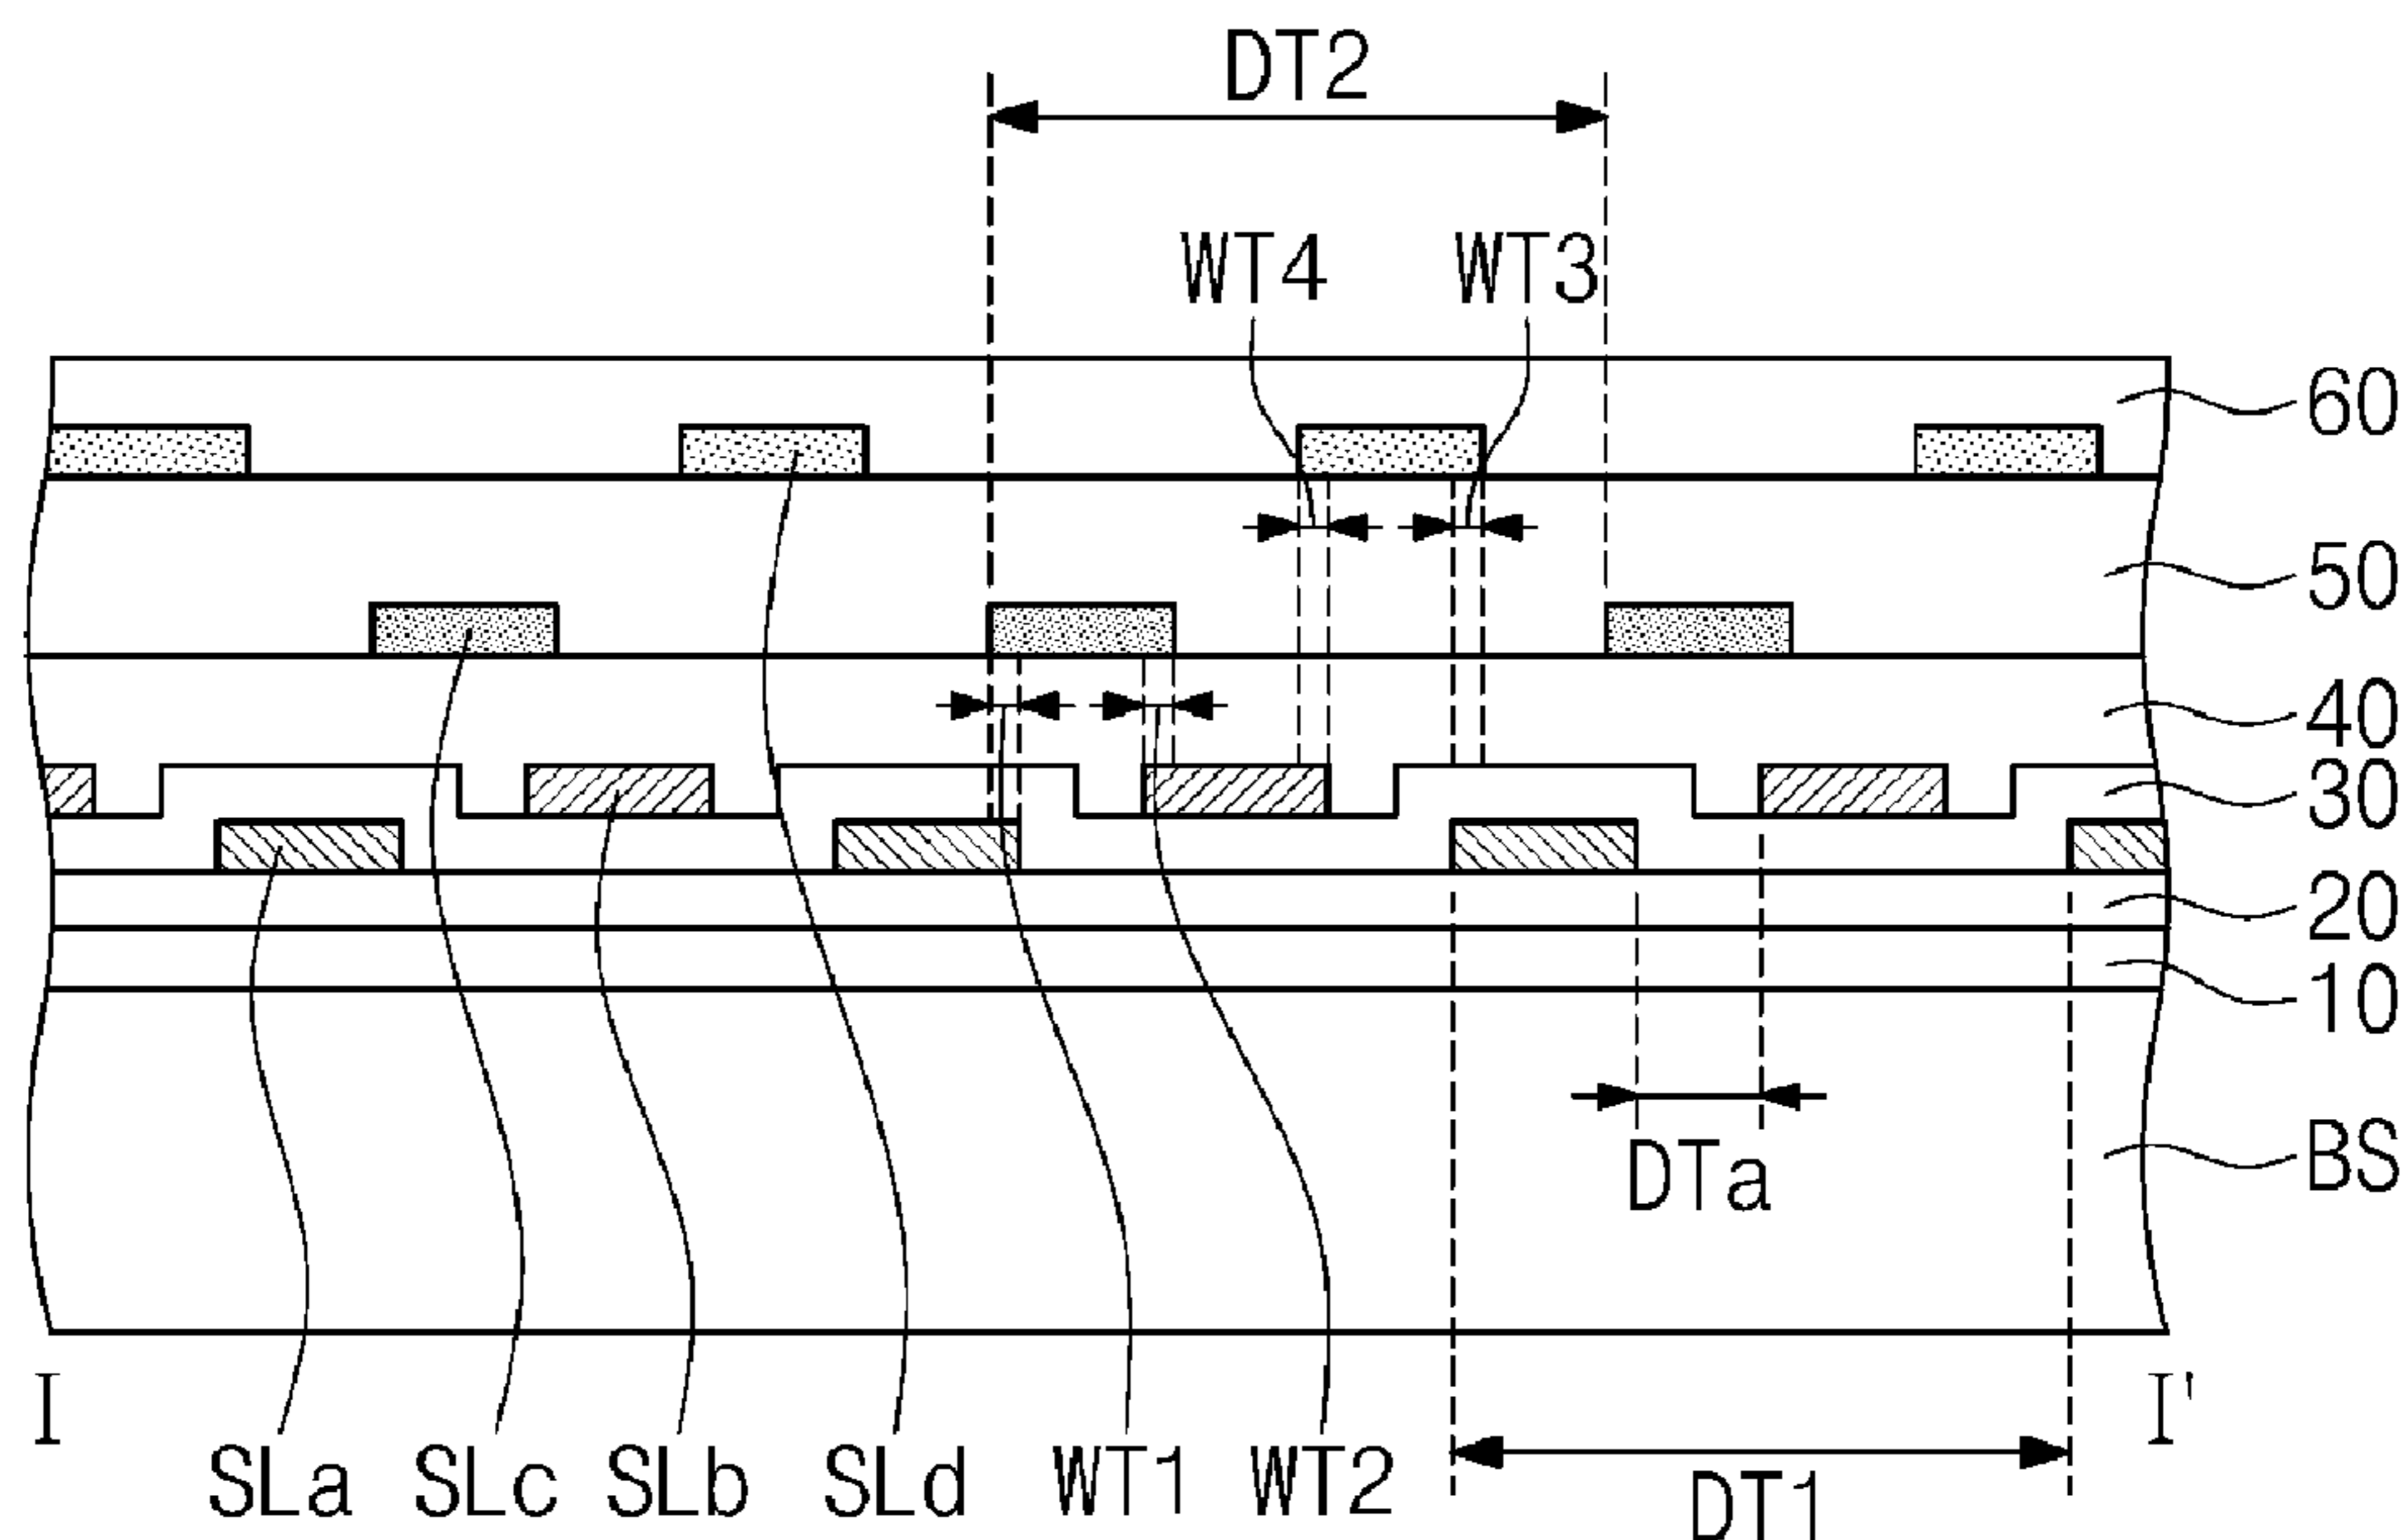 DT2
WT4 WT3
60
50
40
30
20
10
DTa
BS
I I'
SLa SLc SLb SLd WT1 WT2
DT1